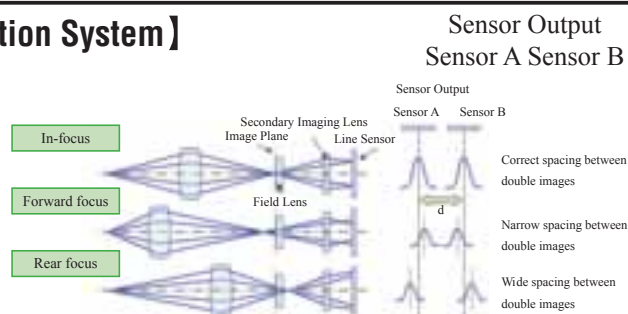 tion System】
Sensor Output
Sensor A Sensor B
Sensor Output
Sensor A Sensor B
Secondary Imaging Lens
Image Plane
Line Sensor
In-focus
Correct spacing between
double images
Field Lens
d
Forward focus
Narrow spacing between
double images
Rear focus
Wide spacing between
double images